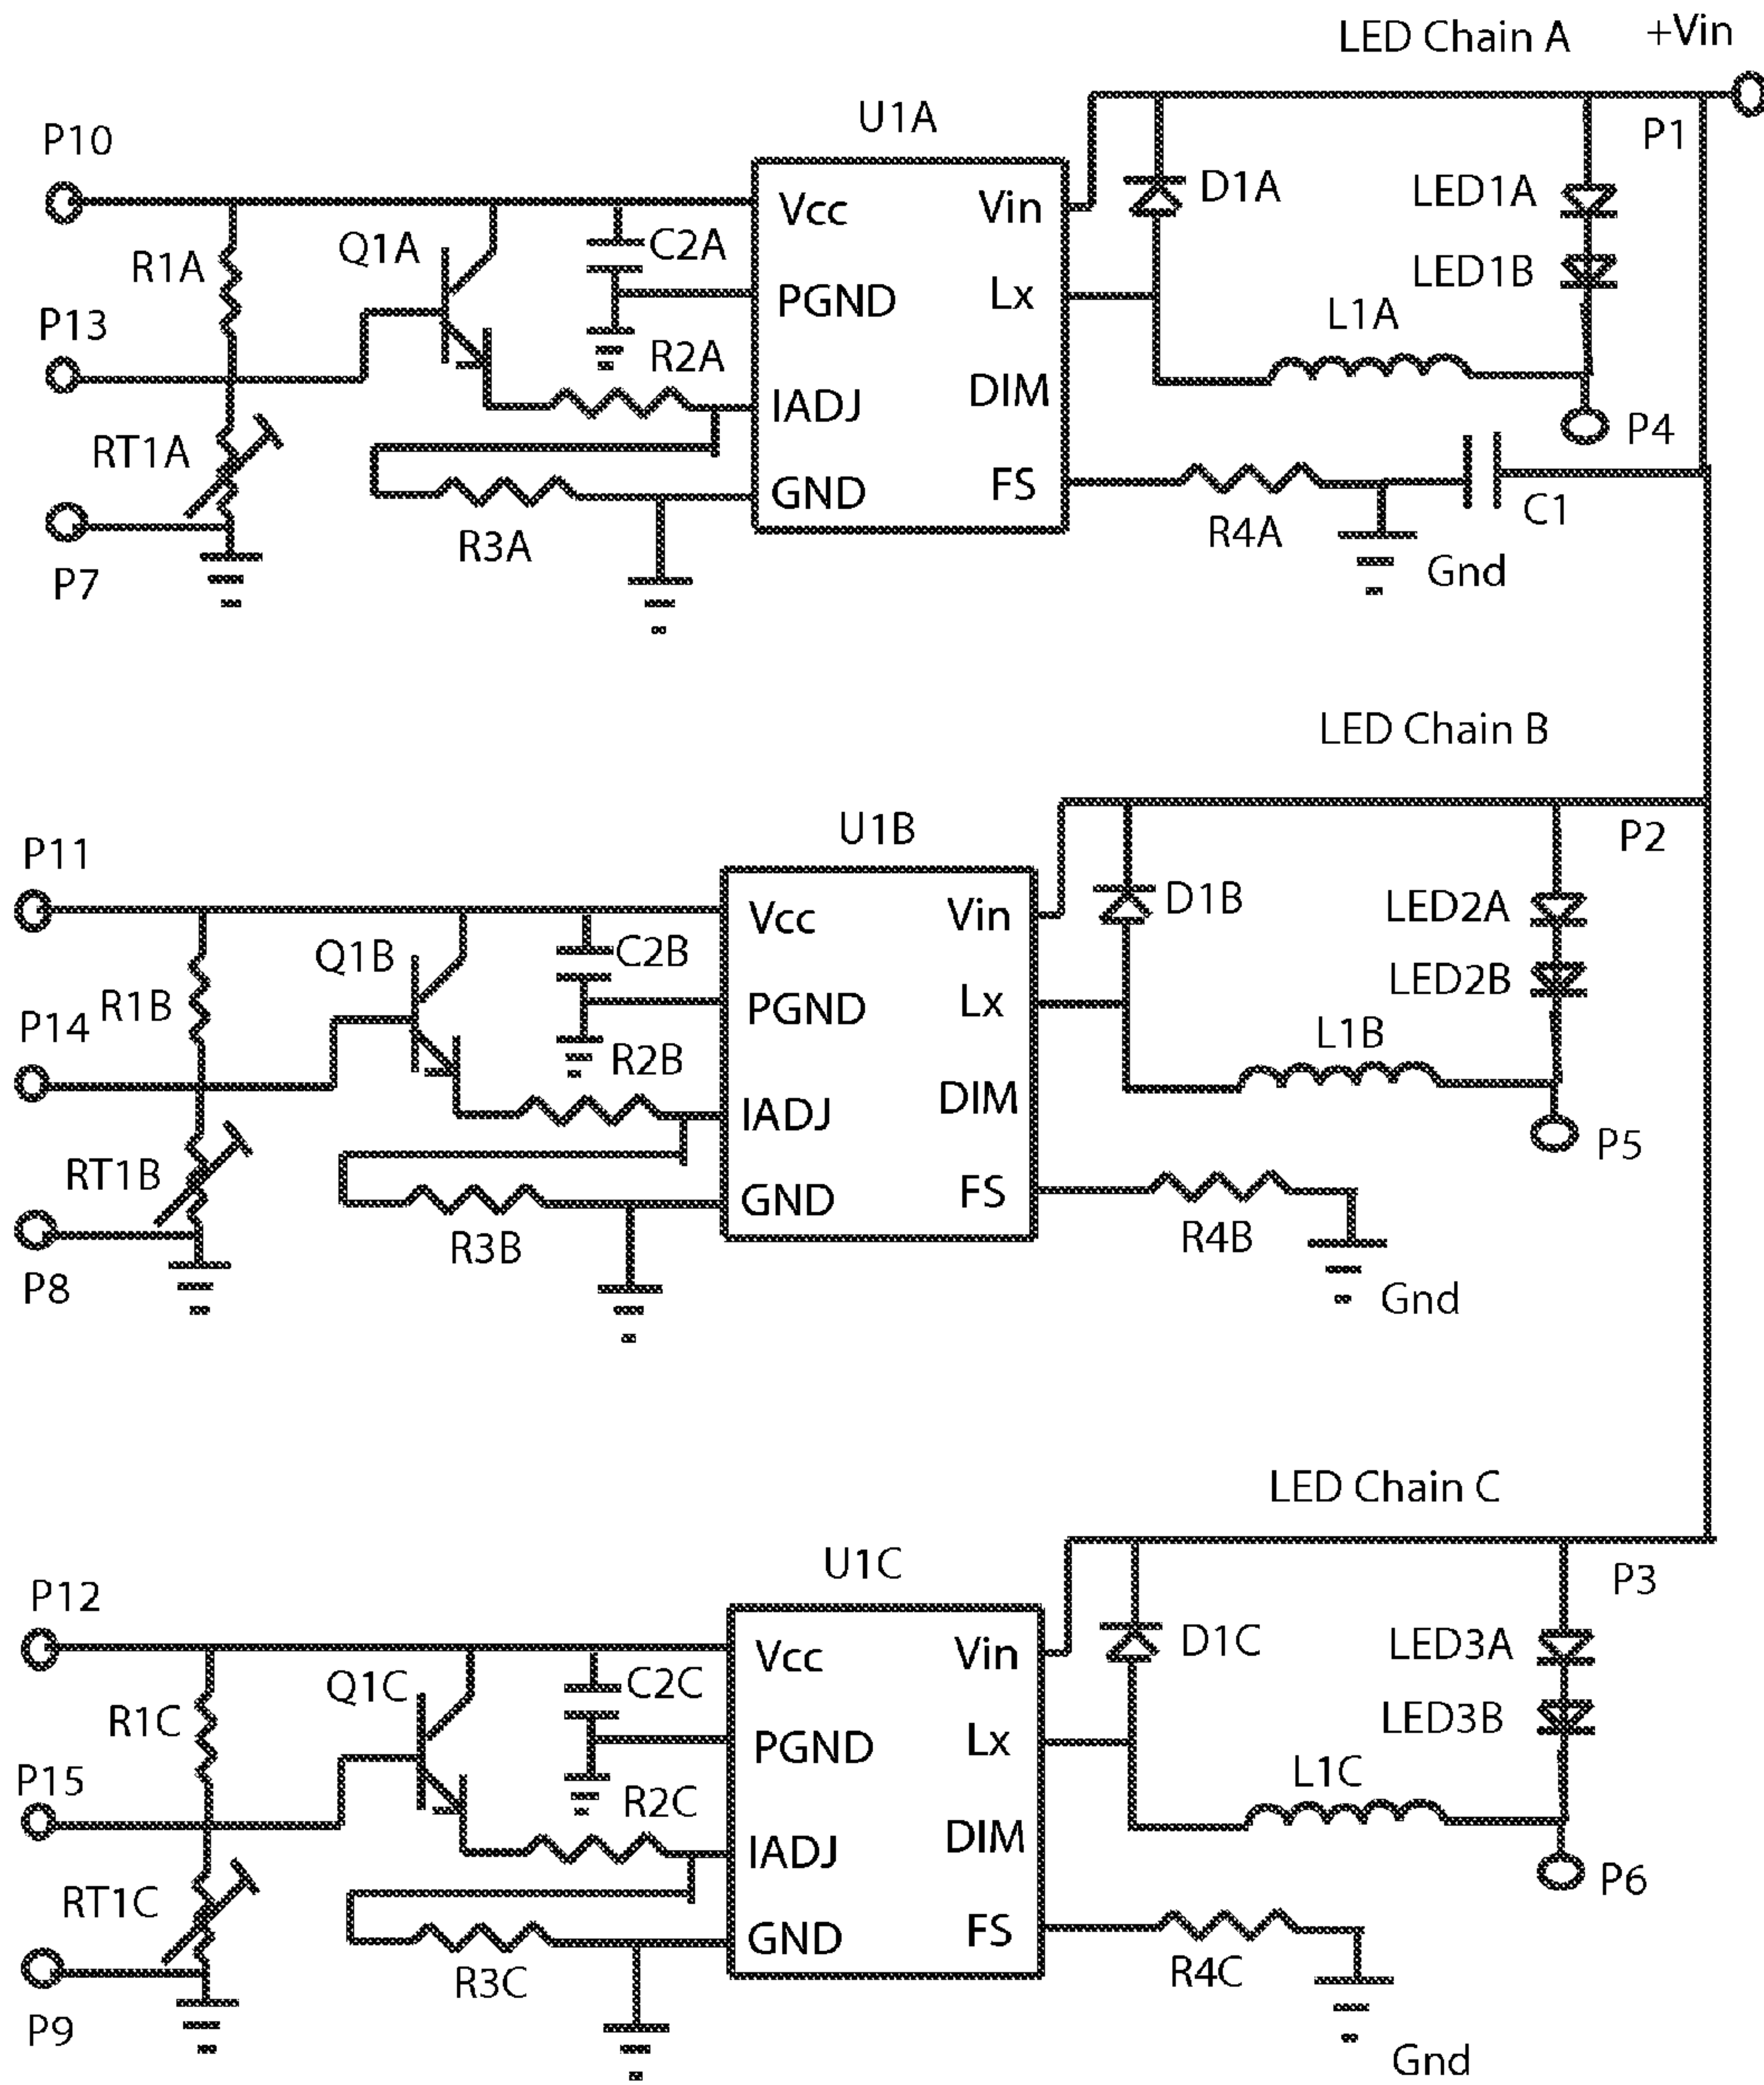 LED Chain A
+Vin
U1A
P1
P10
Vcc
Vin
D1A
LED1A
R1A
Q1A
C2A
LED1B
P13
PGND
Lx
L1A
R2A
RT1A
IADJ
DIM
P4
GND
FS
R4A
C1
R3A
P7
Gnd
LED Chain B
U1B
P2
P11
Vcc
Vin
D1B
LED2A
Q1B
C2B
LED2B
R1B
P14
PGND
Lx
L1B
R2B
RT1B
IADJ
DIM
P5
GND
FS
R4B
R3B
P8
Gnd
LED Chain C
U1C
P3
P12
Vcc
Vin
D1C
LED3A
Q1C
C2C
LED3B
R1C
P15
PGND
Lx
L1C
R2C
RT1C
IADJ
DIM
P6
GND
FS
R4C
R3C
P9
Gnd